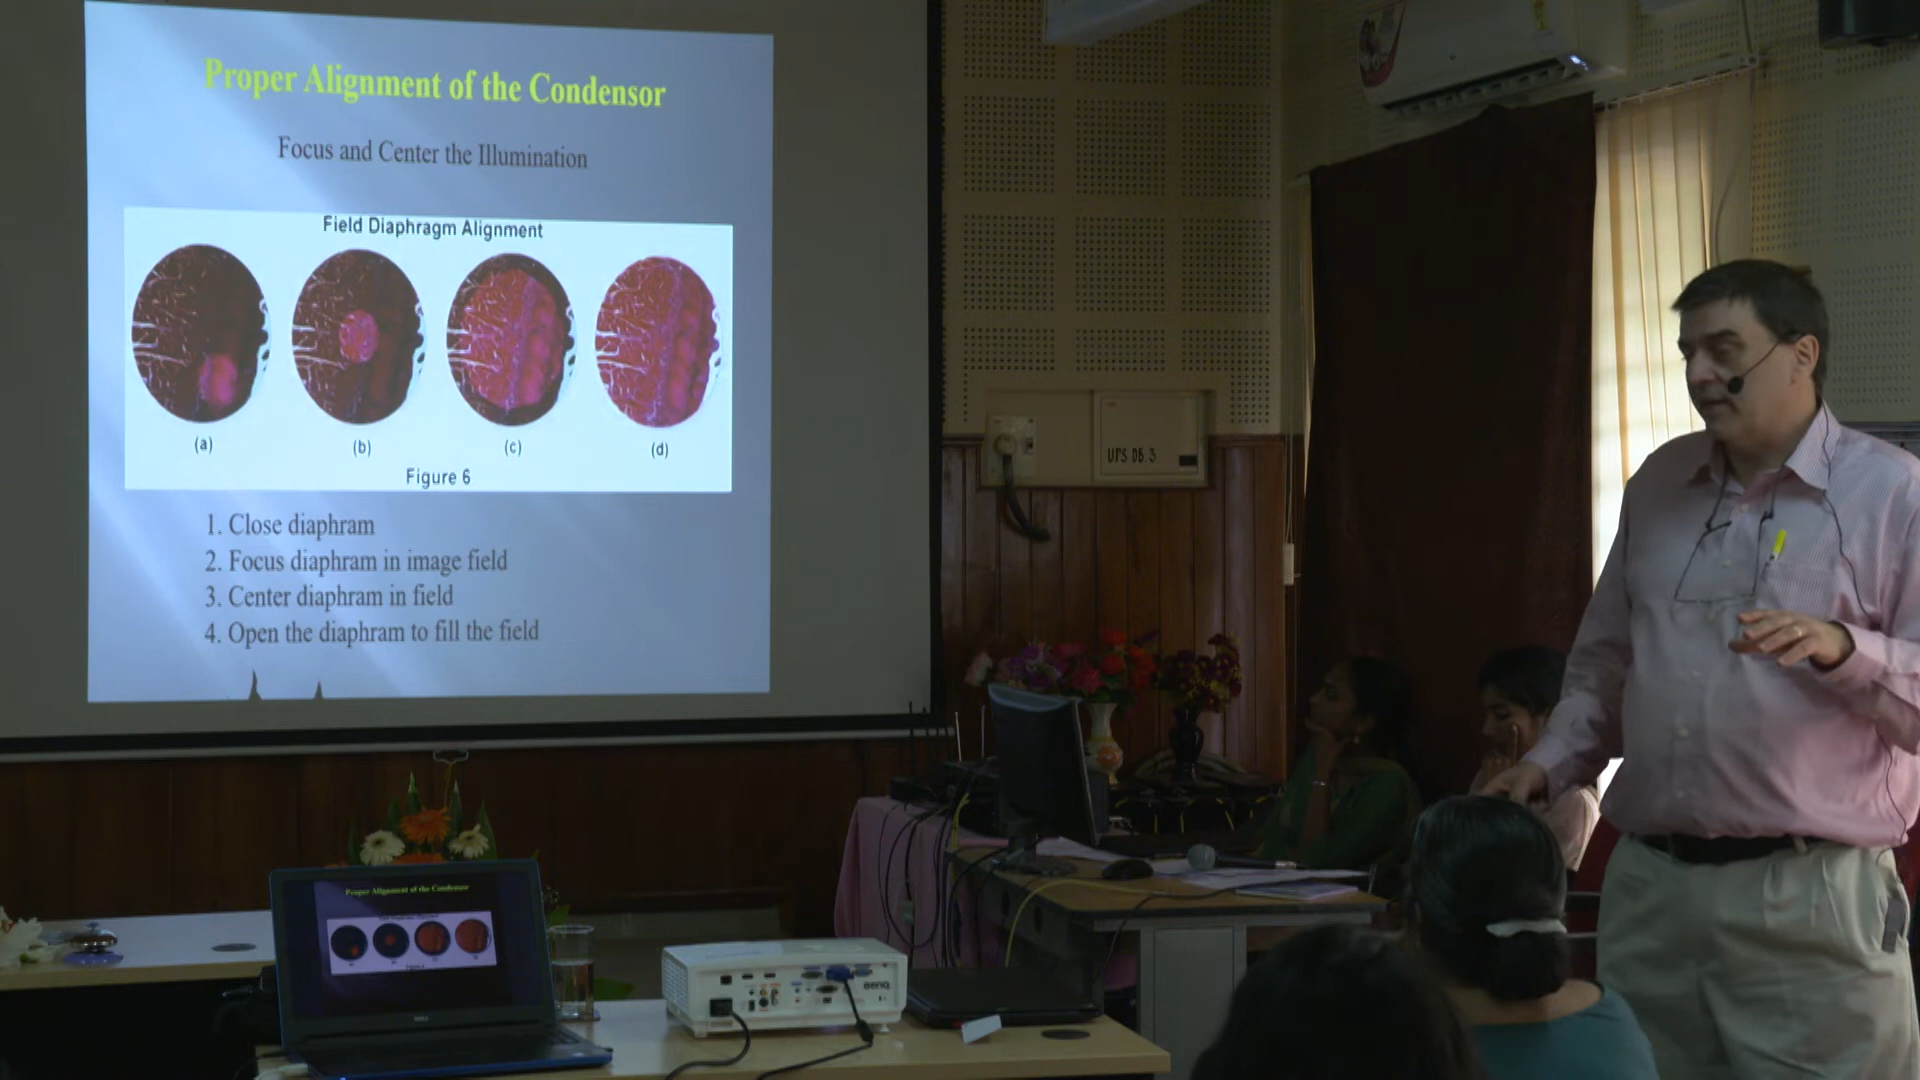 Proper Alignment of the Condensor
Focus and Center the Illumination
Field Diaphragm Alignment
(a) (b) (c) (d)
Figure 6
1. Close diaphram
2. Focus diaphram in image field
3. Center diaphram in field
4. Open the diaphram to fill the field
UPS DB. 3
Proper Alignment of the Condensor
BenQ
DELL